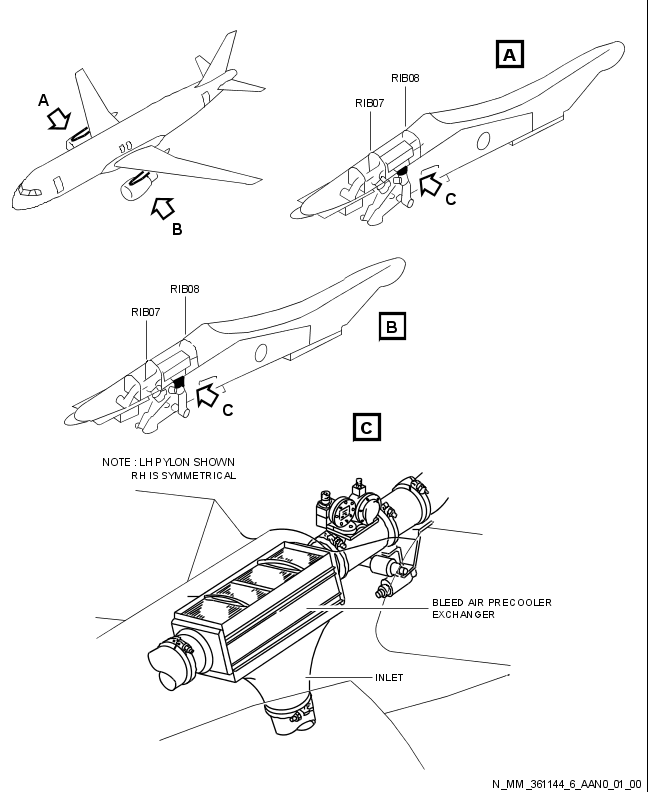 A
B
A
RIB08
RIB07
C
RIB08
RIB07
B
C
C
NOTE : LH PYLON SHOWN
RH IS SYMMETRICAL
BLEED AIR PRECOOLER
EXCHANGER
INLET
N_MM_361144_6_AAN0_01_00